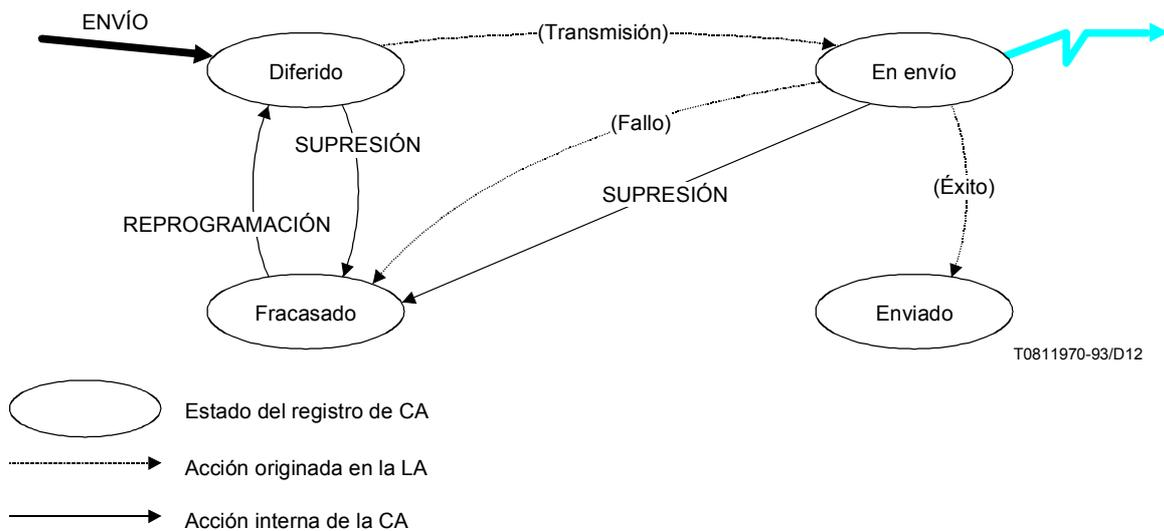 ENVÍO
(Transmisión)
Diferido
En envío
(Fallo)
SUPRESIÓN
SUPRESIÓN
(Éxito)
REPROGRAMACIÓN
Fracasado
Enviado
T0811970-93/D12
Estado del registro de CA
Acción originada en la LA
Acción interna de la CA